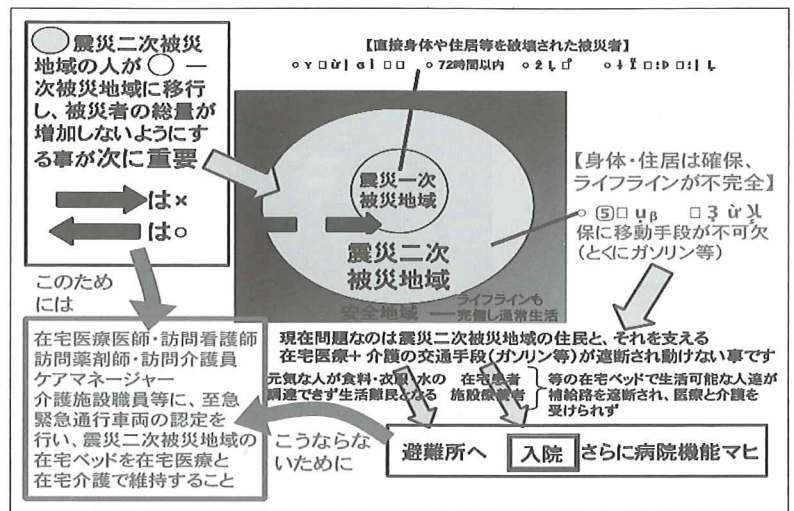 ◯震災二次被災
地域の人が◯一
次被災地域に移行
し、被災者の総量が
増加しないようにす
る事が次に重要
は×
は○
【直接身体や住居等を破壊された被災者】
72時間以内
震災一次
被災地域
震災二次
被災地域
安全地域
ライフラインも
完備し通常生活
【身体・住居は確保、
ライフラインが不完全】
保に移動手段が不可欠
(とくにガソリン等)
このため
には
在宅医療医師・訪問看護師
訪問薬剤師・訪問介護員
ケアマネージャー
介護施設職員等に、至急
緊急通行車両の認定を
行い、震災二次被災地域の
在宅ベッドを在宅医療と
在宅介護で維持すること
現在問題なのは震災二次被災地域の住民と、それを支える
在宅医療+介護の交通手段(ガソリン等)が遮断され動けない事です
元気な人が食料・衣服・水の
調達できず生活難民となる
在宅患者
施設療養者
等の在宅ベッドで生活可能な人達が
補給路を遮断され、医療と介護を
受けられず
こうならな
いために
避難所へ 入院 さらに病院機能マヒ